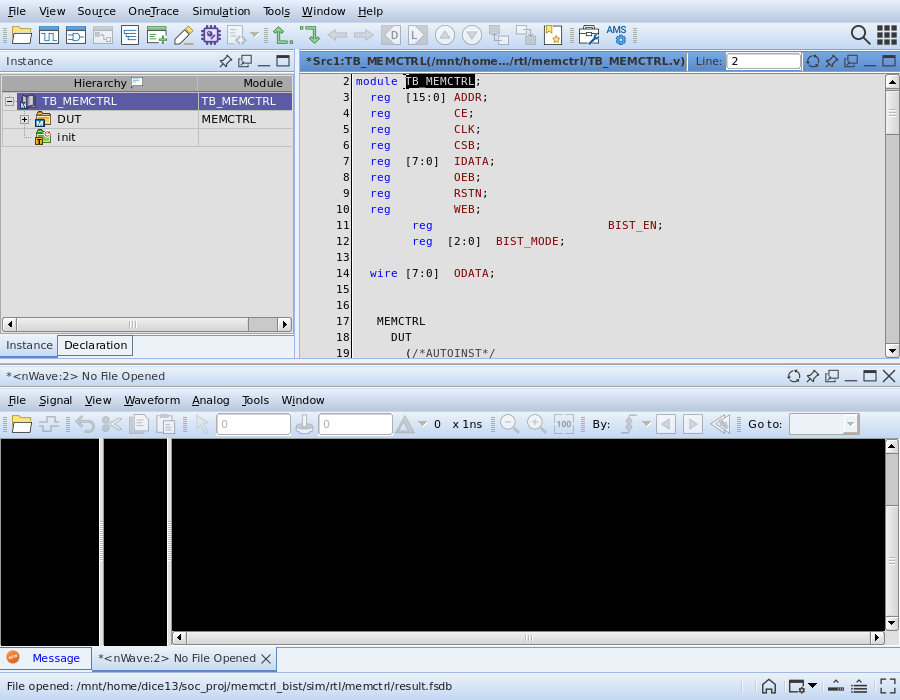 File View Source OneTrace Simulation Tools Window Help
D L AMS
Instance
*Src1:TB_MEMCTRL(/mnt/home.../rtl/memctrl/TB_MEMCTRL.v) Line: 2
Hierarchy Module
TB_MEMCTRL TB_MEMCTRL
DUT MEMCTRL
init
2 module TB_MEMCTRL;
3 reg [15:0] ADDR;
4 reg CE;
5 reg CLK;
6 reg CSB;
7 reg [7:0] IDATA;
8 reg OEB;
9 reg RSTN;
10 reg WEB;
11 reg BIST_EN;
12 reg [2:0] BIST_MODE;
13
14 wire [7:0] ODATA;
15
16
17 MEMCTRL
18 DUT
19 (/*AUTOINST*/
Instance Declaration
*<nWave:2> No File Opened
File Signal View Waveform Analog Tools Window
0 0 0 x 1ns 100 By: Go to:
Message *<nWave:2> No File Opened
File opened: /mnt/home/dice13/soc_proj/memctrl_bist/sim/rtl/memctrl/result.fsdb